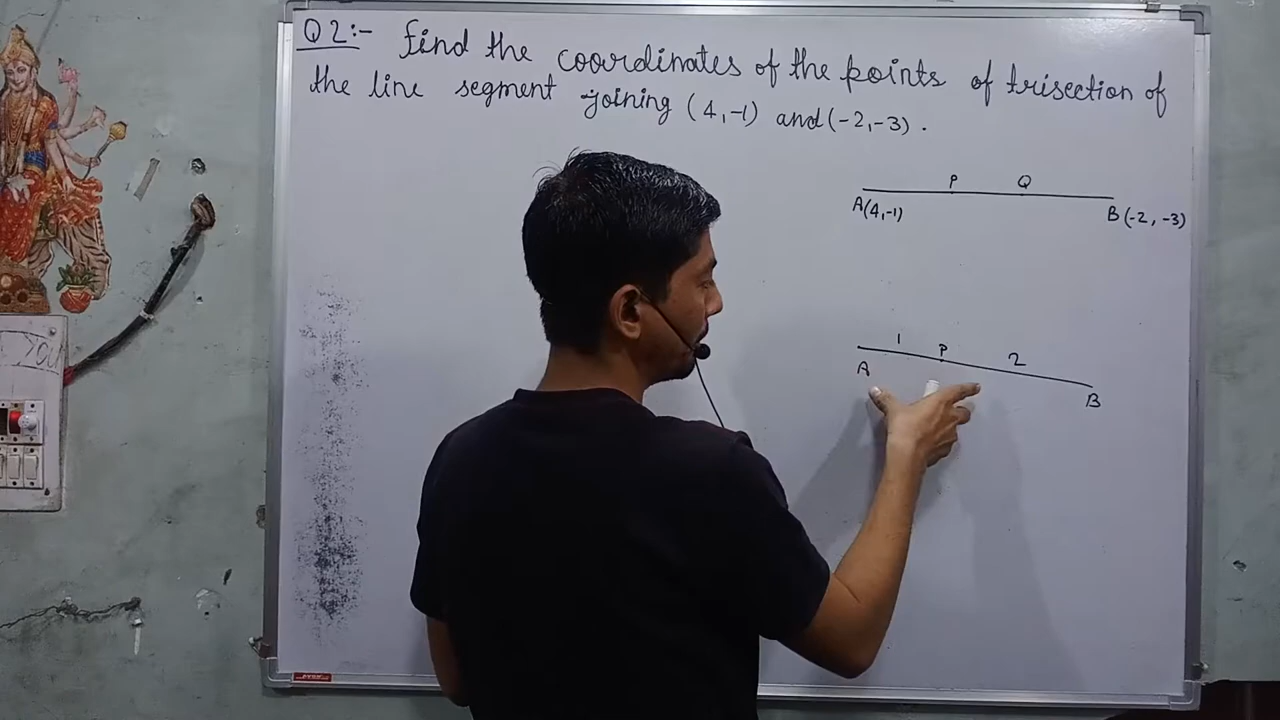 Q2:- find the coordinates of the points of trisection of
the line segment joining (4,-1) and (-2,-3).
P Q
A(4,-1) B(-2, -3)
1 P 2
A B
You